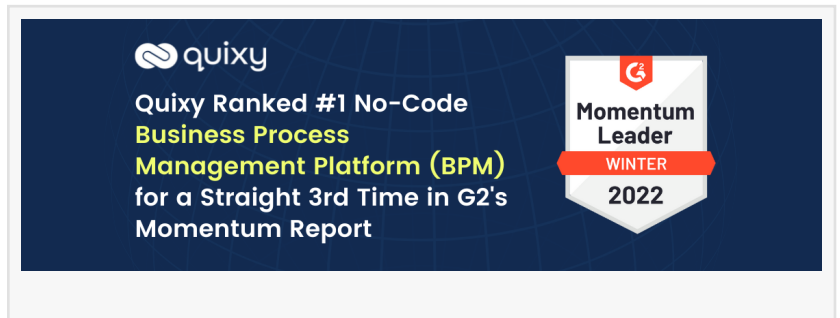 quixy
Quixy Ranked #1 No-Code
Business Process
Management Platform (BPM)
for a Straight 3rd Time in G2's
Momentum Report
G2
Momentum
Leader
WINTER
2022